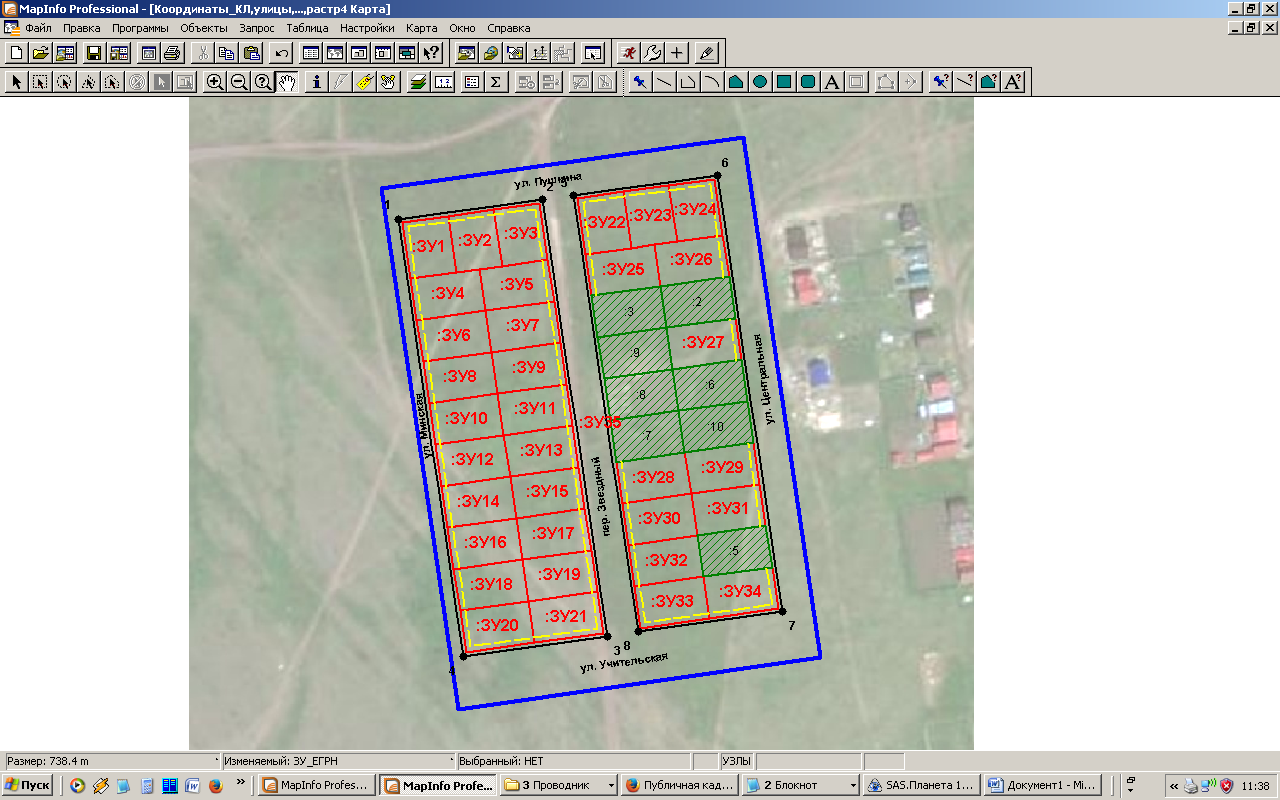 MapInfo Professional - [Координаты_КЛ,улицы,...,растр4 Карта]
Файл Правка Программы Объекты Запрос Таблица Настройки Карта Окно Справка
ул. Пушкина
1 2 5 6
:ЗУ1 :ЗУ2 :ЗУ3 :ЗУ22 :ЗУ23 :ЗУ24
:ЗУ4 :ЗУ5 :ЗУ25 :ЗУ26
:ЗУ6 :ЗУ7 :3 :2
:ЗУ8 :ЗУ9 :9 :ЗУ27
:ЗУ10 :ЗУ11 :ЗУ35 :8 :6
:ЗУ12 :ЗУ13 :7 :10
:ЗУ14 :ЗУ15 :ЗУ28 :ЗУ29
:ЗУ16 :ЗУ17 :ЗУ30 :ЗУ31
:ЗУ18 :ЗУ19 :ЗУ32 :5
:ЗУ20 :ЗУ21 :ЗУ33 :ЗУ34
ул. Минская
пер. Звездный
ул. Центральная
4 3 8 7
ул. Учительская
Размер: 738.4 m Изменяемый: ЗУ_ЕГРН Выбранный: НЕТ УЗЛЫ
Пуск MapInfo Profes... MapInfo Profe... 3 Проводник Публичная кад... 2 Блокнот SAS.Планета 1... Документ1 - Mi... 11:38